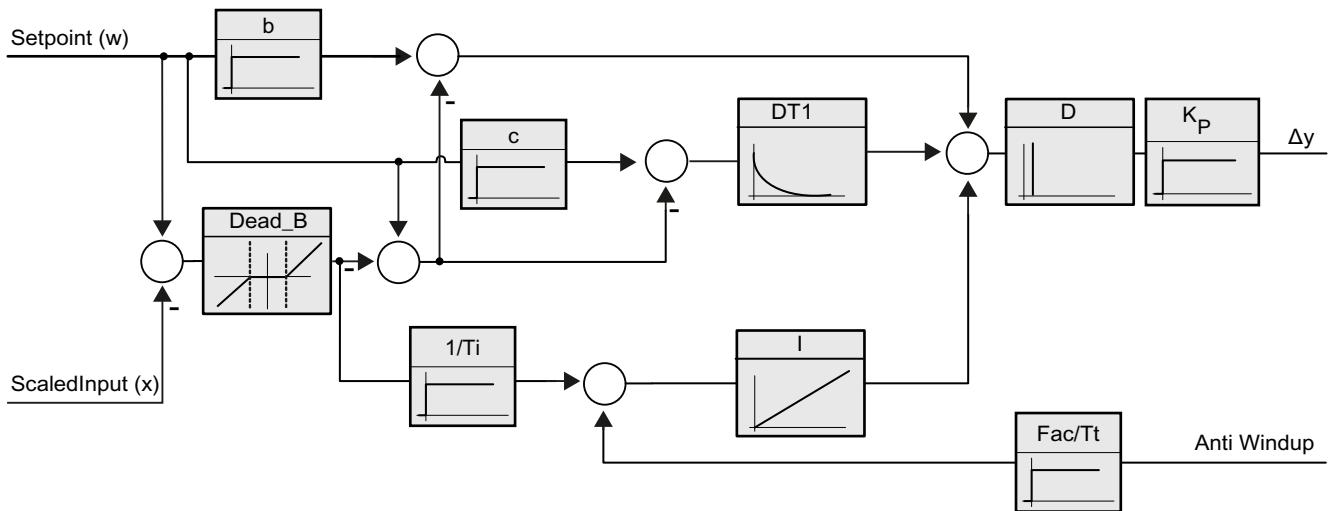 Setpoint (w)
b
-
c
DT1
D
K_P
Δy
-
Dead_B
-
-
ScaledInput (x)
1/Ti
I
Fac/Tt
Anti Windup